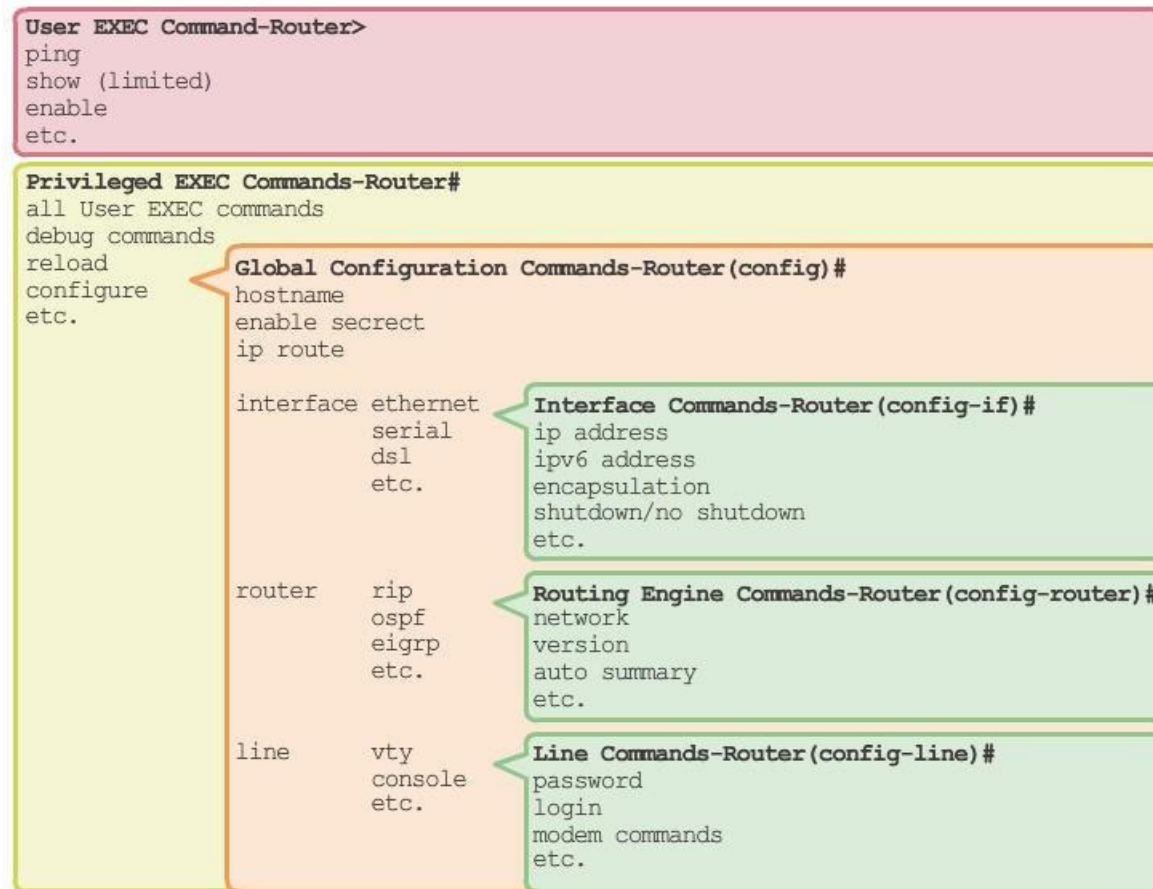 User EXEC Command-Router>
ping
show (limited)
enable
etc.
Privileged EXEC Commands-Router#
all User EXEC commands
debug commands
reload
configure
etc.
Global Configuration Commands-Router(config)#
hostname
enable secrect
ip route
interface ethernet
serial
dsl
etc.
Interface Commands-Router(config-if)#
ip address
ipv6 address
encapsulation
shutdown/no shutdown
etc.
router rip
ospf
eigrp
etc.
Routing Engine Commands-Router(config-router)#
network
version
auto summary
etc.
line vty
console
etc.
Line Commands-Router(config-line)#
password
login
modem commands
etc.